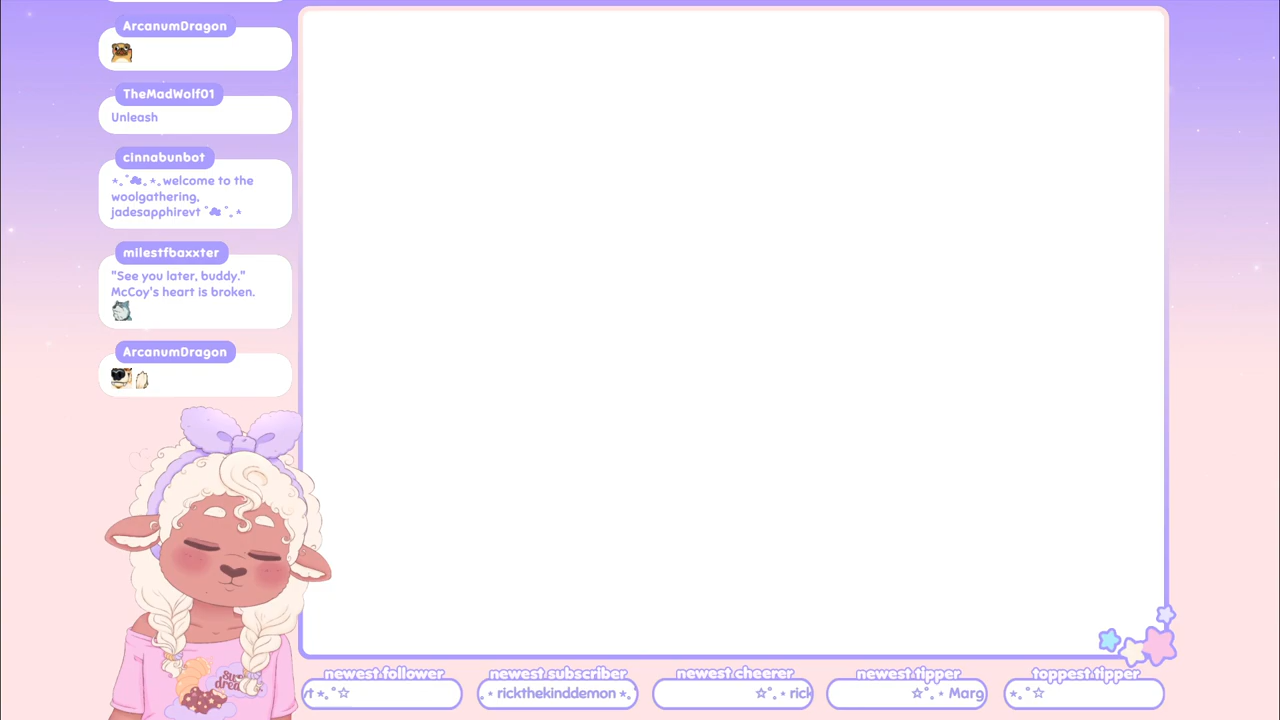 ArcanumDragon
TheMadWolf01
Unleash
cinnabunbot
welcome to the
woolgathering,
jadesapphirevt
milestfbaxxter
"See you later, buddy."
McCoy's heart is broken.
ArcanumDragon
newest follower
newest subscriber
rickthekinddemon
newest cheerer
rick
newest tipper
Marg
toppest tipper